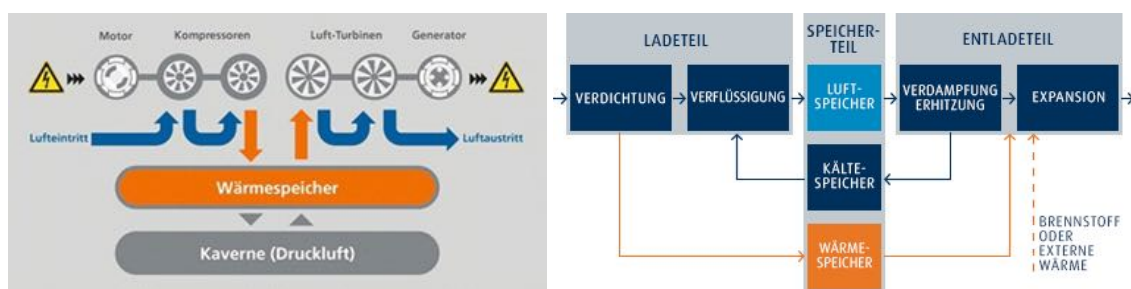 Motor Kompressoren Luft-Turbinen Generator
Lufteintritt
Luftaustritt
Wärmespeicher
Kaverne (Druckluft)
LADETEIL
SPEICHER-
TEIL
ENTLADETEIL
VERDICHTUNG
VERFLÜSSIGUNG
LUFT-
SPEICHER
VERDAMPFUNG
ERHITZUNG
EXPANSION
KÄLTE-
SPEICHER
WÄRME-
SPEICHER
BRENNSTOFF
ODER
EXTERNE
WÄRME